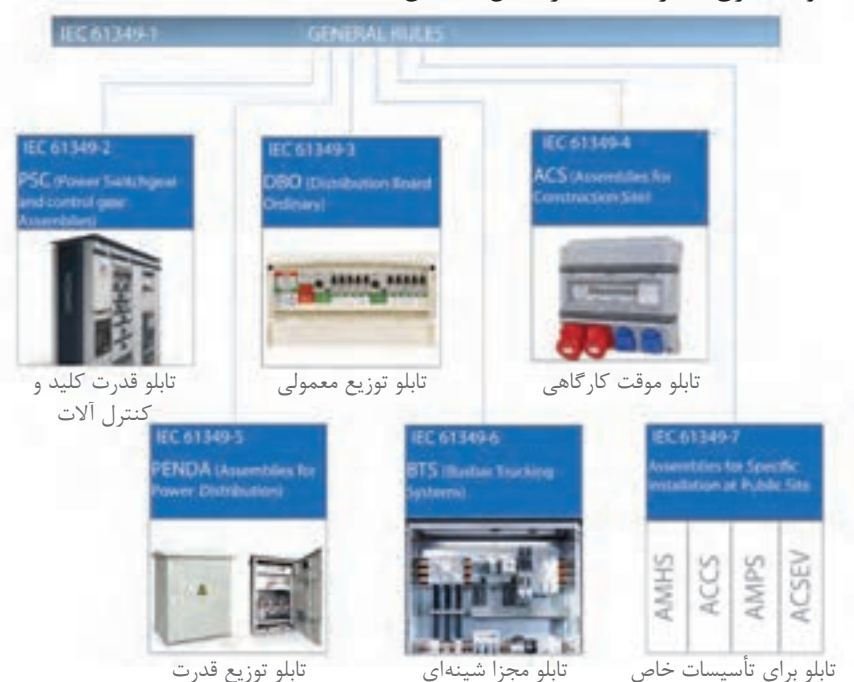 IEC 61349-1 GENERAL RULES
IEC 61349-2
PSC (Power Switchgear
and control gear
Assemblies)
تابلو قدرت کلید و
کنترل آلات
IEC 61349-3
DBO (Distribution Board
Ordinary)
تابلو توزیع معمولی
IEC 61349-4
ACS (Assemblies for
Construction Site)
تابلو موقت کارگاهی
IEC 61349-5
PENDA (Assemblies for
Power Distribution)
تابلو توزیع قدرت
IEC 61349-6
BTS (Busbar Trucking
Systems)
تابلو مجزا شینه‌ای
IEC 61349-7
Assemblies for Specific
Installation at Public Site
AMHS
ACCS
AMPS
ACSEV
تابلو برای تأسیسات خاص